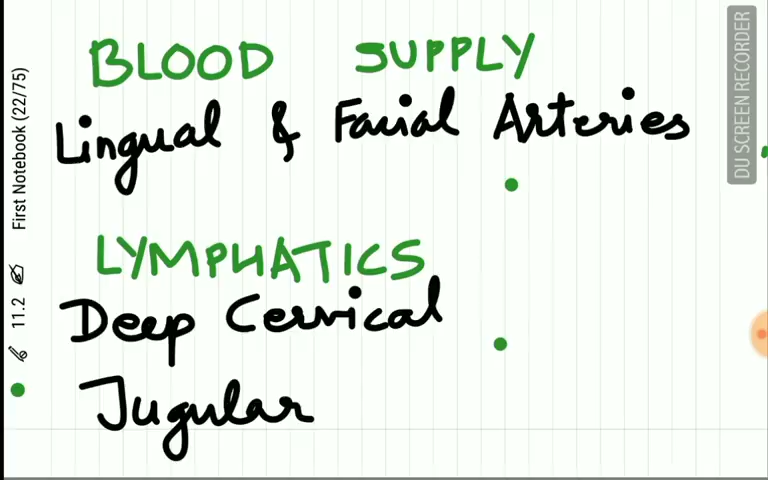 BLOOD SUPPLY
Lingual & Facial Arteries
LYMPHATICS
Deep Cervical
Jugular
First Notebook (22/75)
11.2
DU SCREEN RECORDER